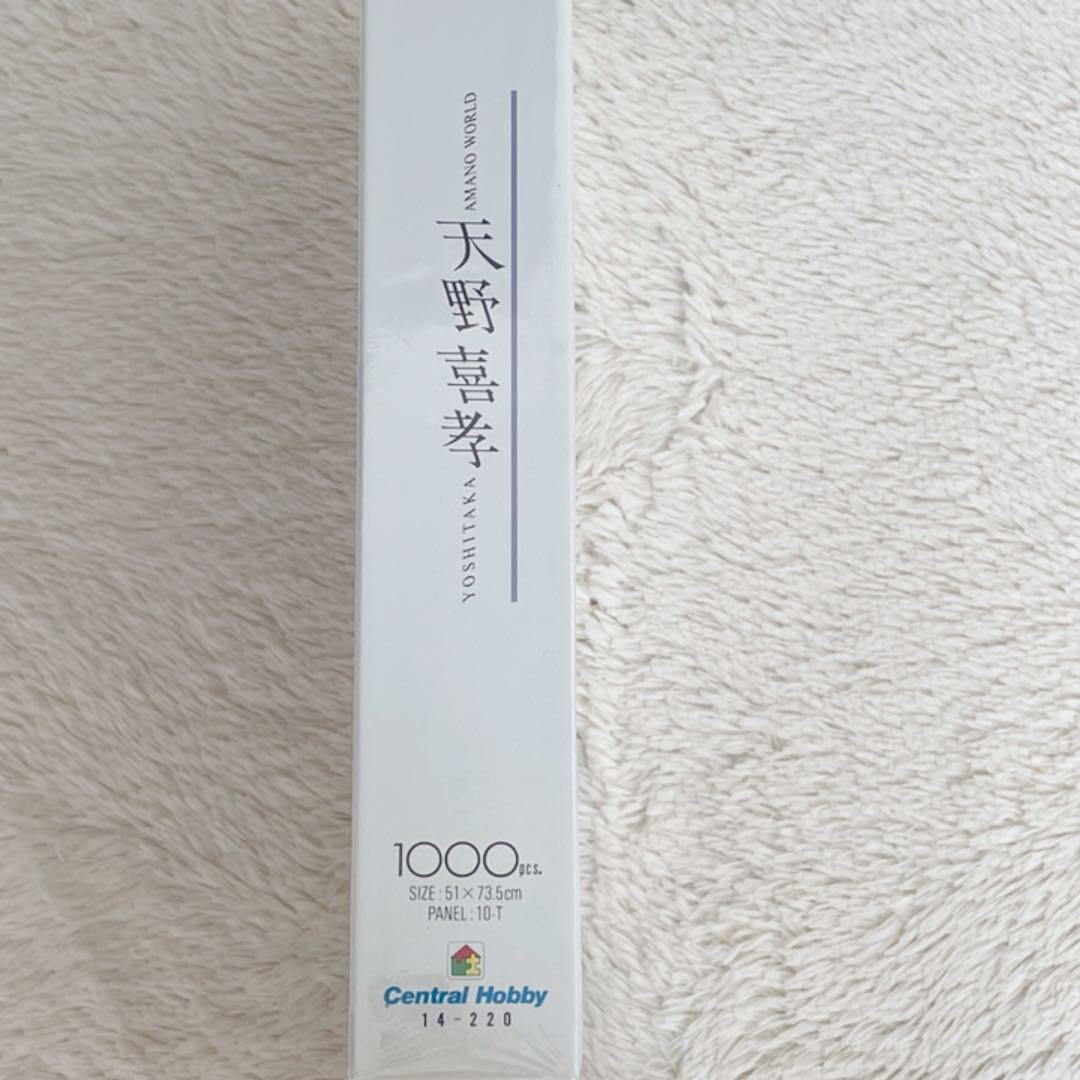 YOSHITAKA AMANO WORLD
天野喜孝
1000pcs.
SIZE:51×73.5cm
PANEL:10-T
Central Hobby
14-220